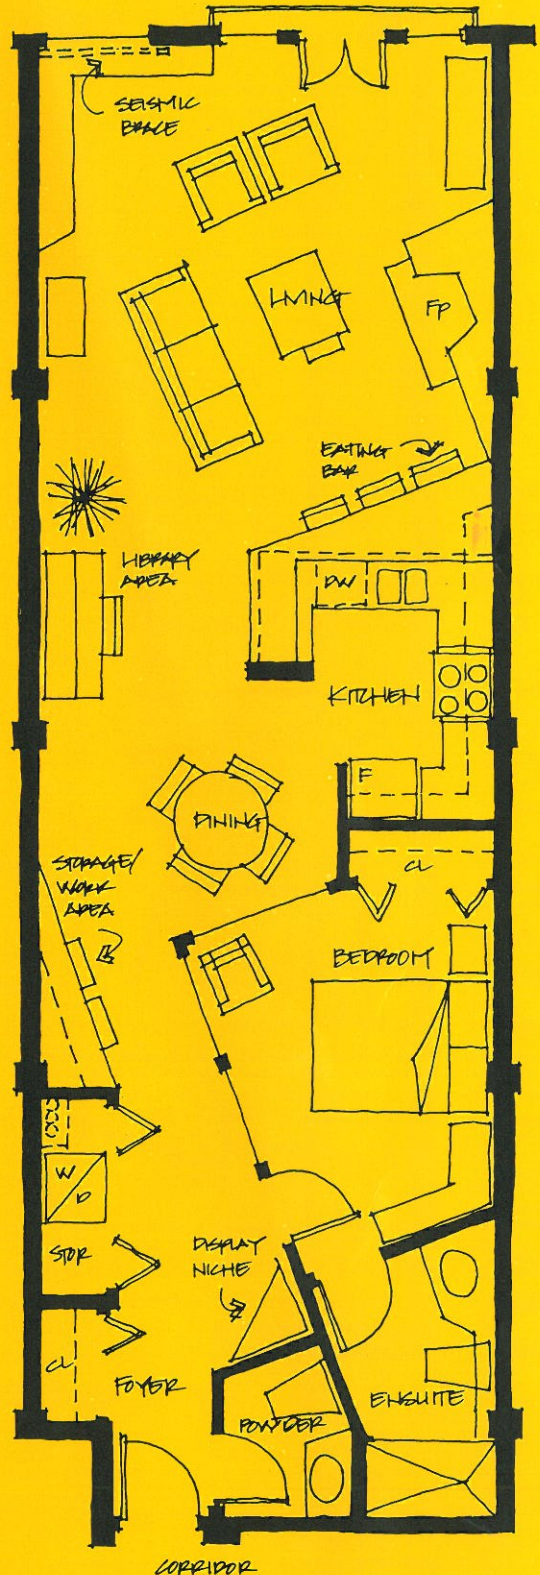 SEISMIC
BRACE
LIVING
FP
EATING
BAR
LIBRARY
AREA
DW
KITCHEN
F
DINING
CL
STORAGE/
WORK
AREA
BEDROOM
W/D
STOR
DISPLAY
NICHE
CL
FOYER
POWDER
ENSUITE
CORRIDOR